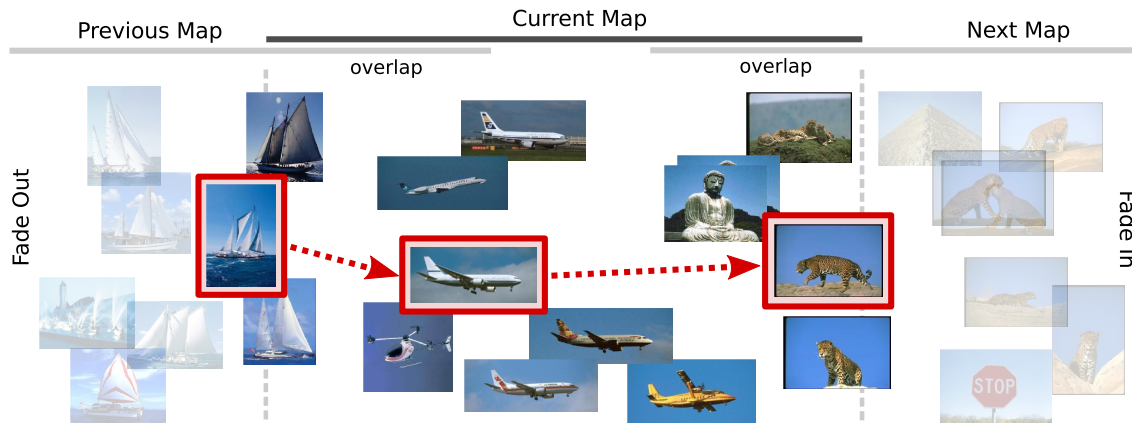 Previous Map
Current Map
Next Map
overlap
overlap
Fade Out
Fade In
STOP